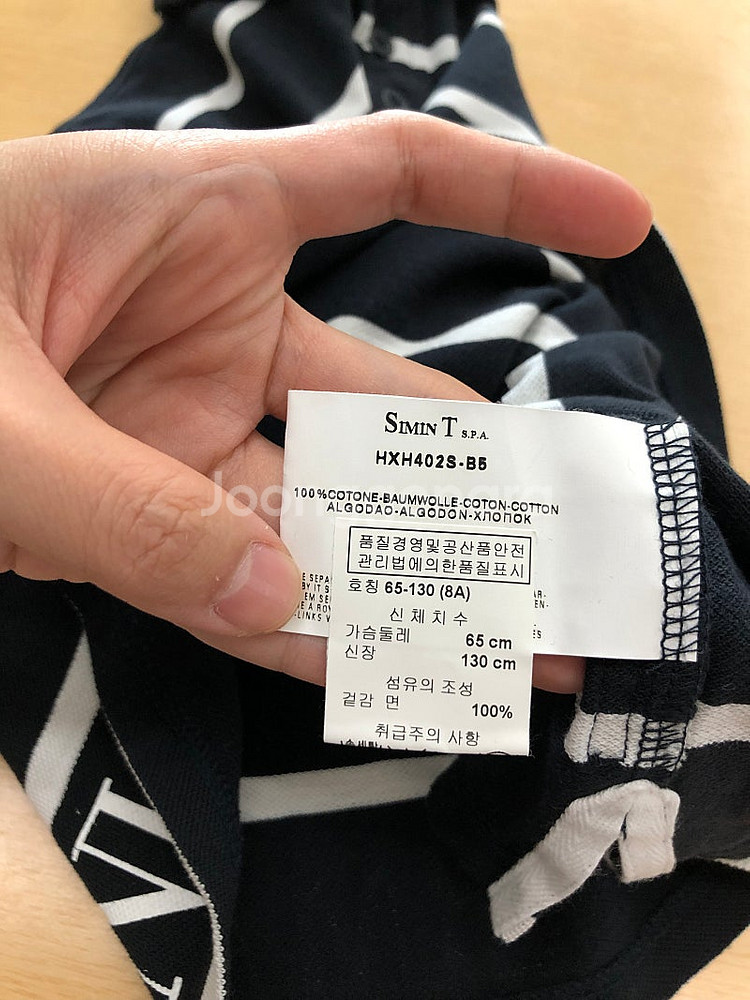 SIMIN T S.P.A.
HXH402S-B5
100%COTONE-BAUMWOLLE-COTON-COTTON
ALGODAO-ALGODON-ХЛОПОК
품질경영및공산품안전
관리법에의한품질표시
호칭 65-130 (8A)
신체치수
가슴둘레 65 cm
신장 130 cm
섬유의 조성
겉감 면 100%
취급주의 사항